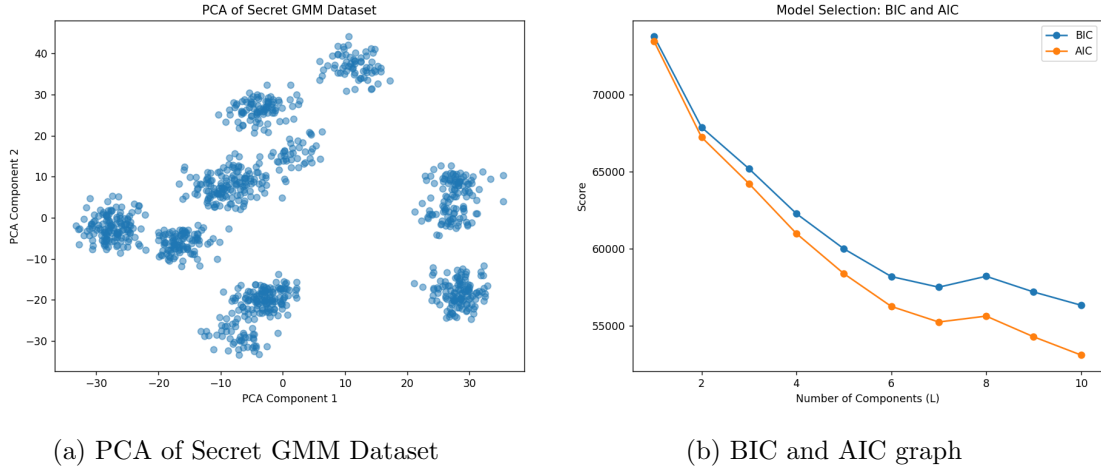 PCA of Secret GMM Dataset
40
30
20
10
0
−10
−20
−30
PCA Component 2
−30
−20
−10
0
10
20
30
PCA Component 1
(a) PCA of Secret GMM Dataset
Model Selection: BIC and AIC
BIC
AIC
70000
65000
60000
55000
Score
2
4
6
8
10
Number of Components (L)
(b) BIC and AIC graph